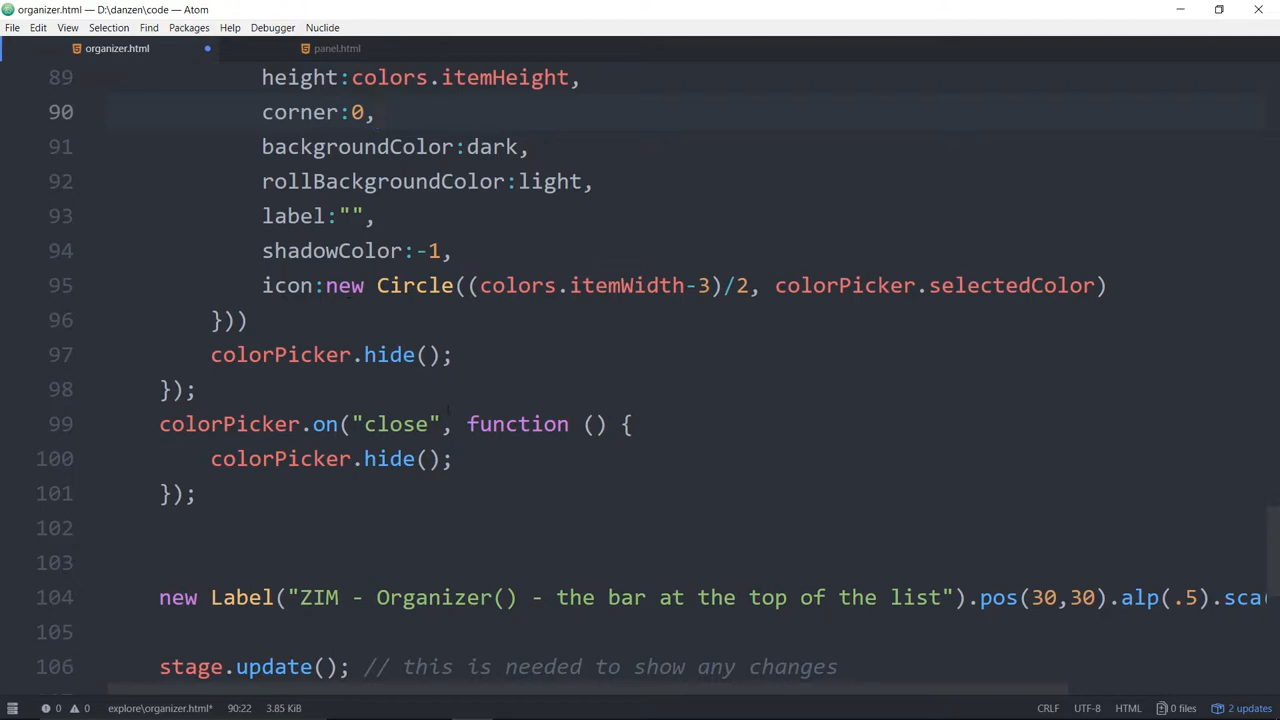 organizer.html — D:\danzen\code — Atom
File Edit View Selection Find Packages Help Debugger Nuclide
organizer.html panel.html
89 height:colors.itemHeight,
90 corner:0,
91 backgroundColor:dark,
92 rollBackgroundColor:light,
93 label:"",
94 shadowColor:-1,
95 icon:new Circle((colors.itemWidth-3)/2, colorPicker.selectedColor)
96 }))
97 colorPicker.hide();
98 });
99 colorPicker.on("close", function () {
100 colorPicker.hide();
101 });
102
103
104 new Label("ZIM - Organizer() - the bar at the top of the list").pos(30,30).alp(.5).sca(
105
106 stage.update(); // this is needed to show any changes
0 0 explore\organizer.html* 90:22 3.85 KiB CRLF UTF-8 HTML 0 files 2 updates